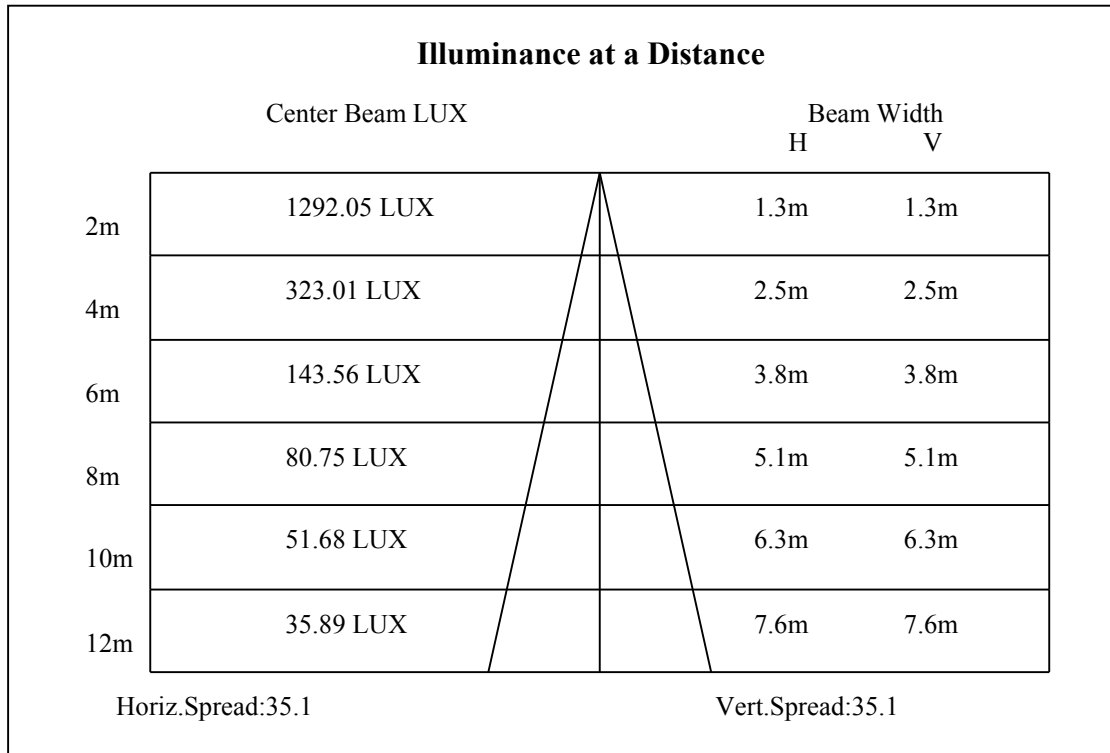 Illuminance at a Distance
Center Beam LUX Beam Width
H V
2m 1292.05 LUX 1.3m 1.3m
4m 323.01 LUX 2.5m 2.5m
6m 143.56 LUX 3.8m 3.8m
8m 80.75 LUX 5.1m 5.1m
10m 51.68 LUX 6.3m 6.3m
12m 35.89 LUX 7.6m 7.6m
Horiz.Spread:35.1 Vert.Spread:35.1